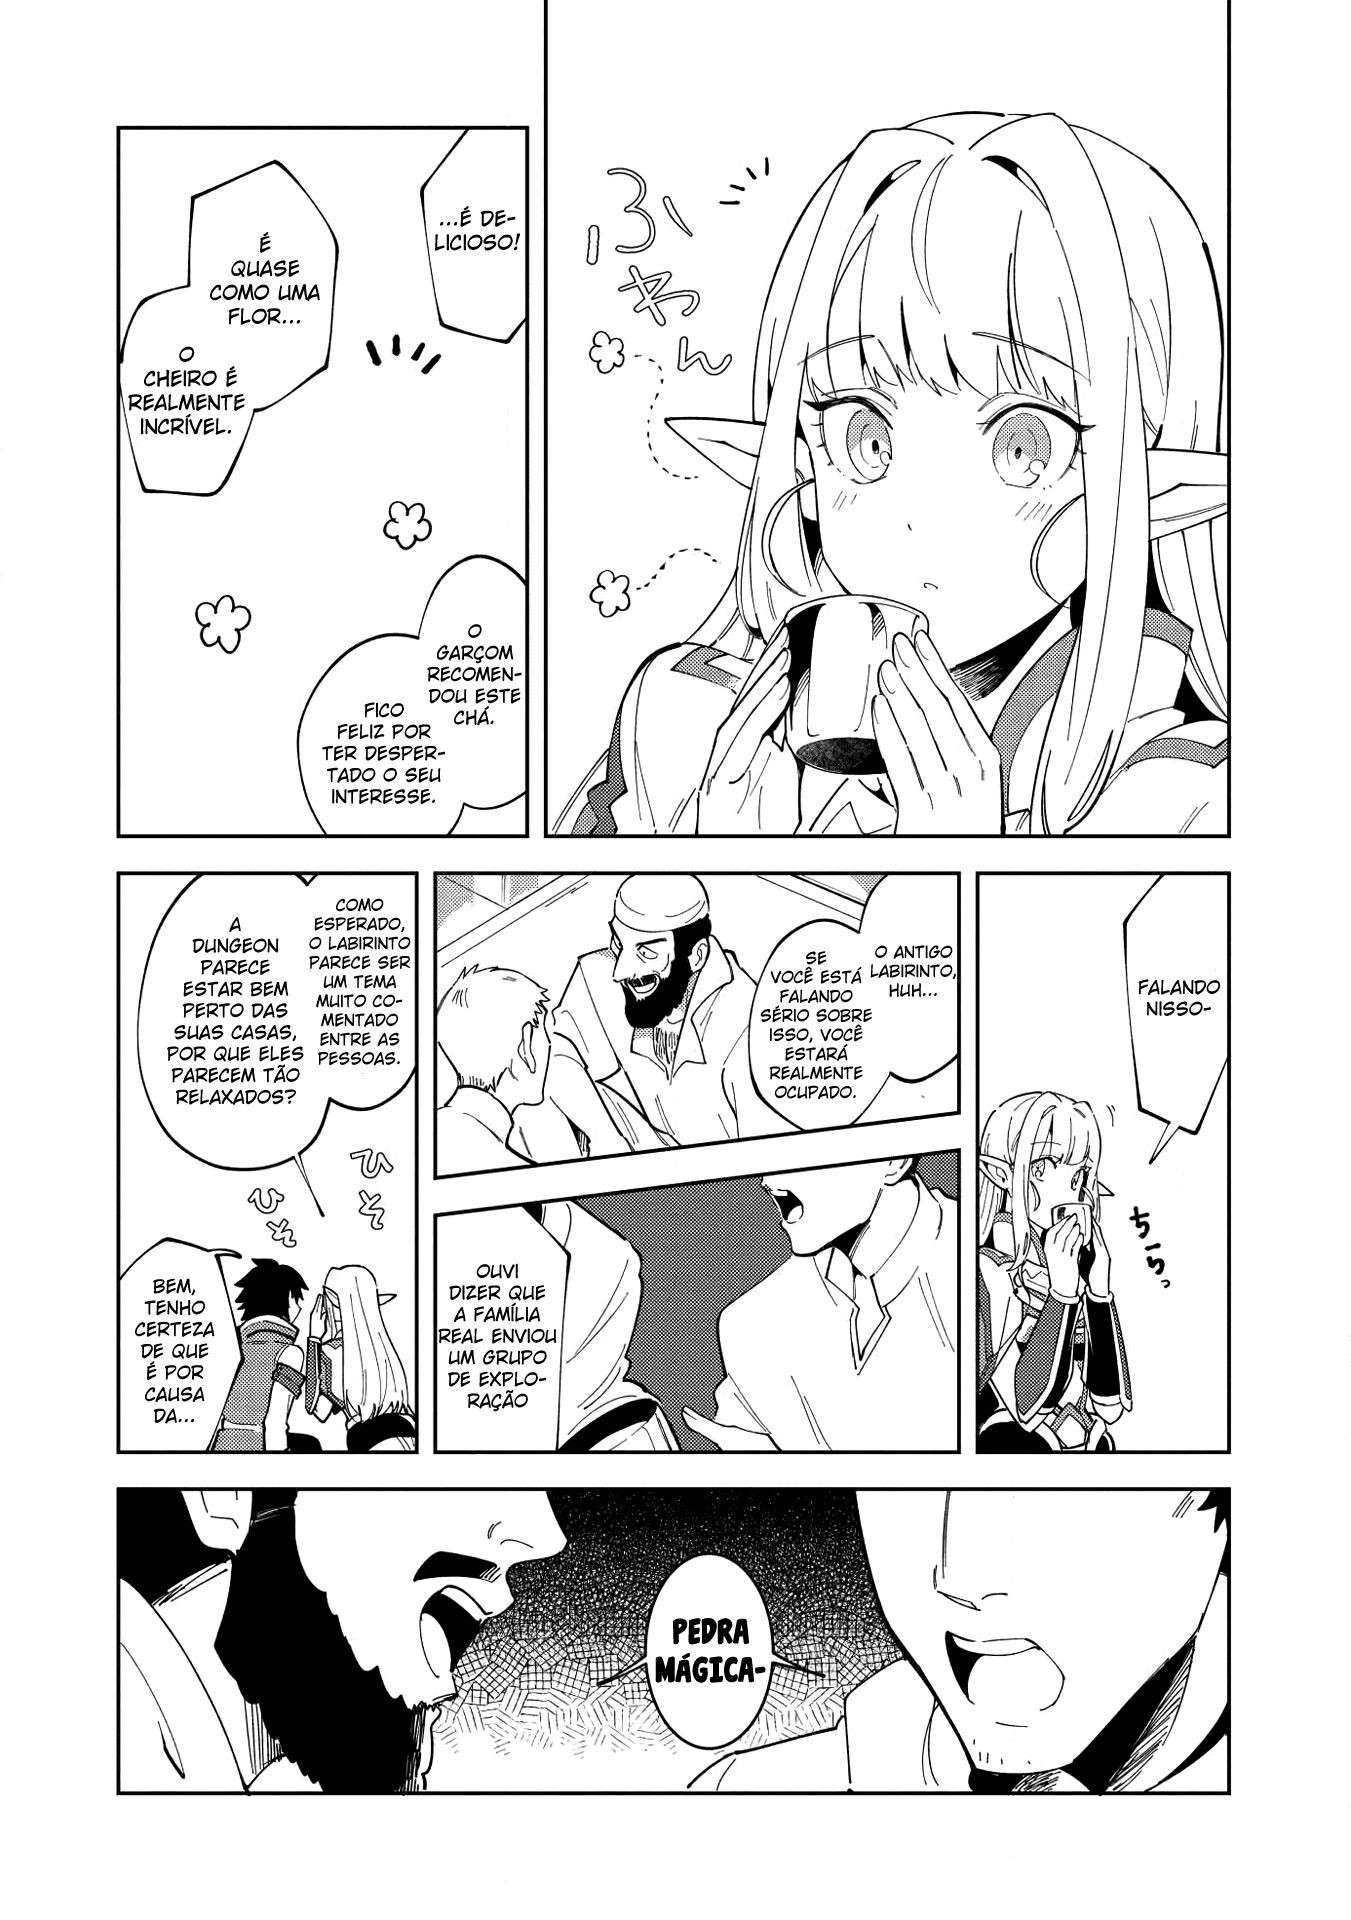 ふわん
...É DE-
LICIOSO!
É
QUASE
COMO UMA
FLOR...
O
CHEIRO É
REALMENTE
INCRÍVEL.
O
GARÇOM
RECOMEN-
DOU ESTE
CHÁ.
FICO
FELIZ POR
TER DESPER-
TADO O SEU
INTERESSE.
FALANDO
NISSO-
ちーらっ
O ANTIGO
LABIRINTO,
HUH...
SE
VOCÊ ESTÁ
FALANDO
SÉRIO SOBRE
ISSO, VOCÊ
ESTARÁ
REALMENTE
OCUPADO.
OUVI
DIZER QUE
A FAMÍLIA
REAL ENVIOU
UM GRUPO
DE EXPLO-
RAÇÃO
COMO
ESPERADO,
O LABIRINTO
PARECE SER
UM TEMA
MUITO CO-
MENTADO
ENTRE AS
PESSOAS.
A
DUNGEON
PARECE
ESTAR BEM
PERTO DAS
SUAS CASAS,
POR QUE ELES
PARECEM TÃO
RELAXADOS?
ひそ
ひそ
BEM,
TENHO
CERTEZA
DE QUE
É POR
CAUSA
DA...
PEDRA
MÁGICA-